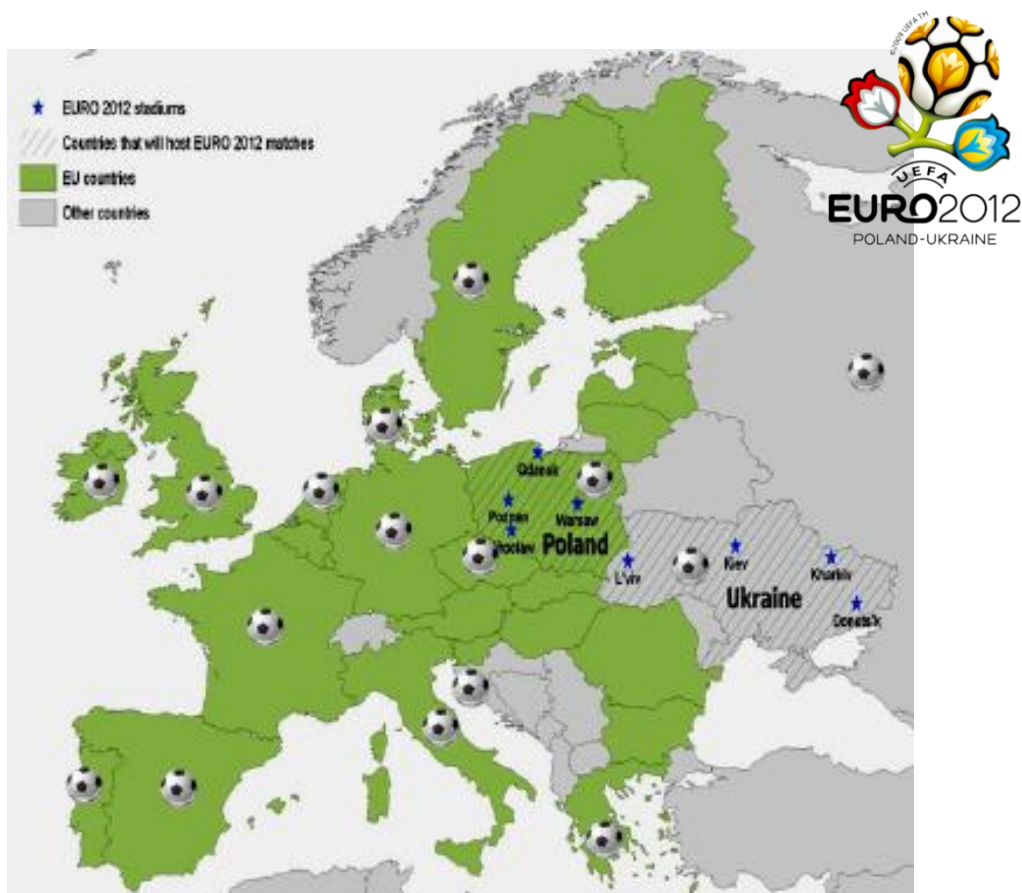 ©2009 UEFA TM
UEFA
EURO2012
POLAND-UKRAINE
EURO 2012 stadiums
Countries that will host EURO 2012 matches
EU countries
Other countries
Gdansk
Poznan
Warsaw
Wroclaw
Poland
L'viv
Kiev
Kharkiv
Ukraine
Donets'k